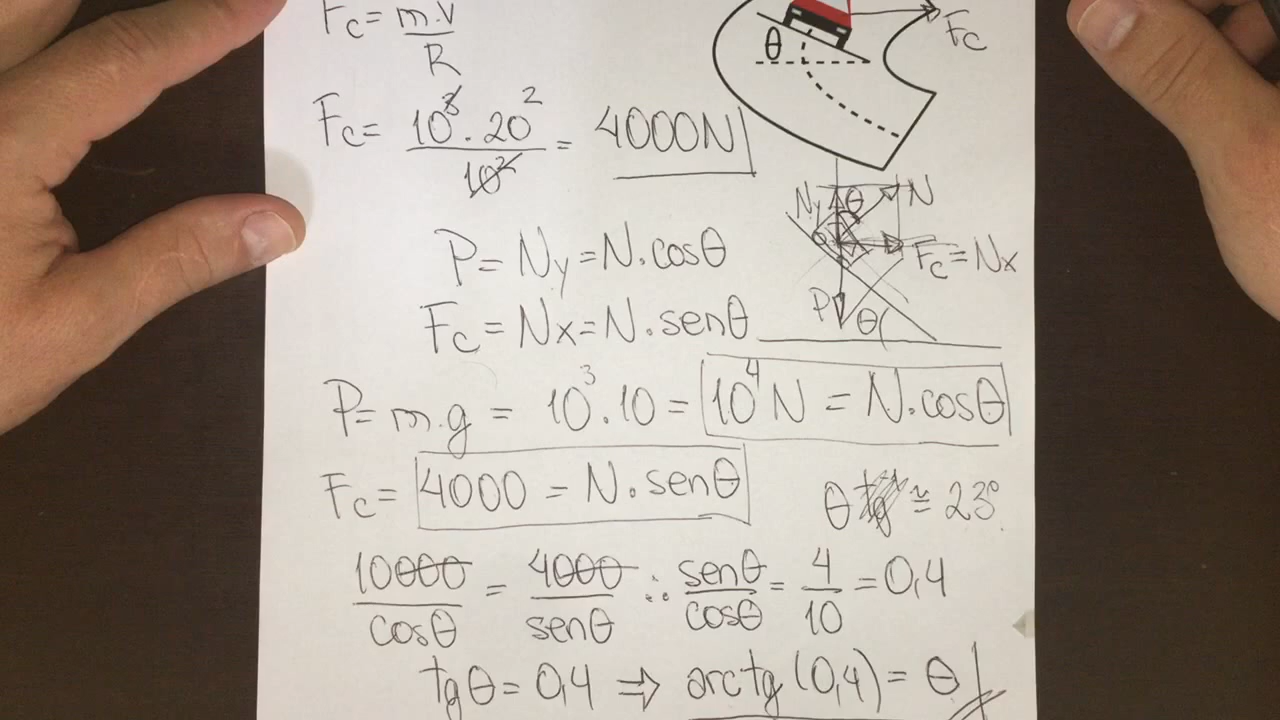 Fc = m.v / R
Fc
θ
Fc = 10³ . 20² / 10² = 4000N
Ny θ N
Fc = Nx
P θ
P = Ny = N.cosθ
Fc = Nx = N.senθ
P = m.g = 10³.10 = 10⁴N = N.cosθ
Fc = 4000 = N.senθ
θ ≅ 23°
10000 / cosθ = 4000 / senθ ∴ senθ / cosθ = 4 / 10 = 0,4
tgθ = 0,4 ⇒ arctg (0,4) = θ